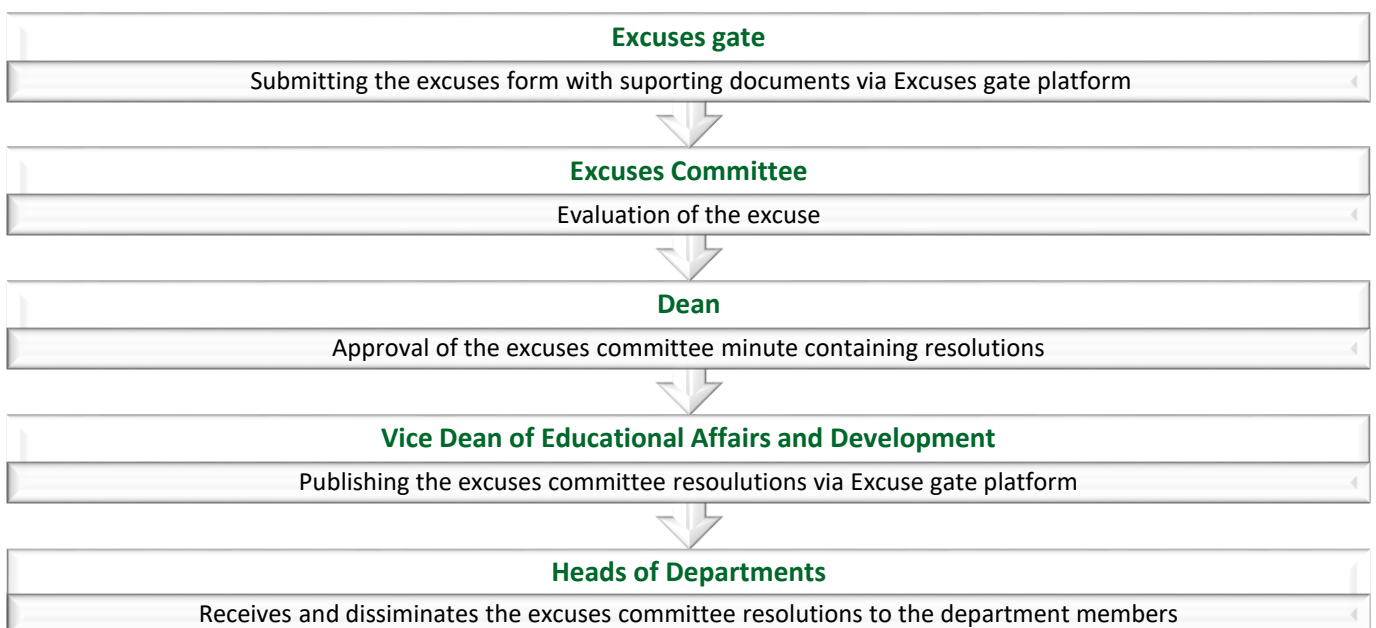 Excuses gate
Submitting the excuses form with suporting documents via Excuses gate platform
Excuses Committee
Evaluation of the excuse
Dean
Approval of the excuses committee minute containing resolutions
Vice Dean of Educational Affairs and Development
Publishing the excuses committee resoulutions via Excuse gate platform
Heads of Departments
Receives and dissiminates the excuses committee resolutions to the department members